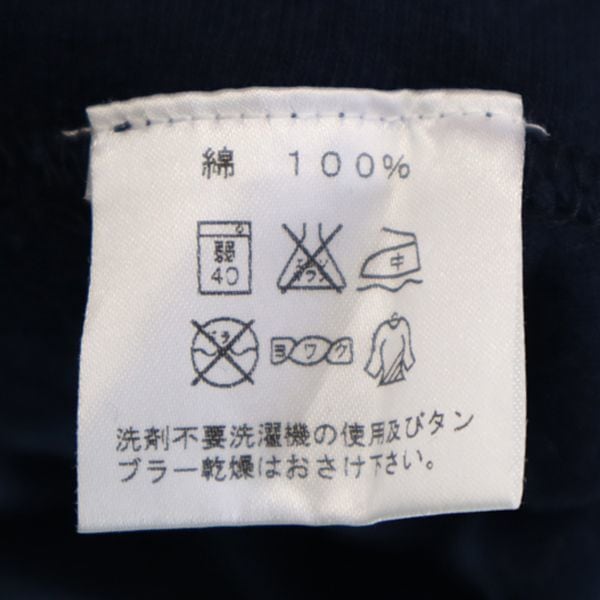 綿 100%
弱
40
エンソ
サラシ
中
ドライ
ヨワク
洗剤不要洗濯機の使用及びタン
ブラー乾燥はおさけ下さい。